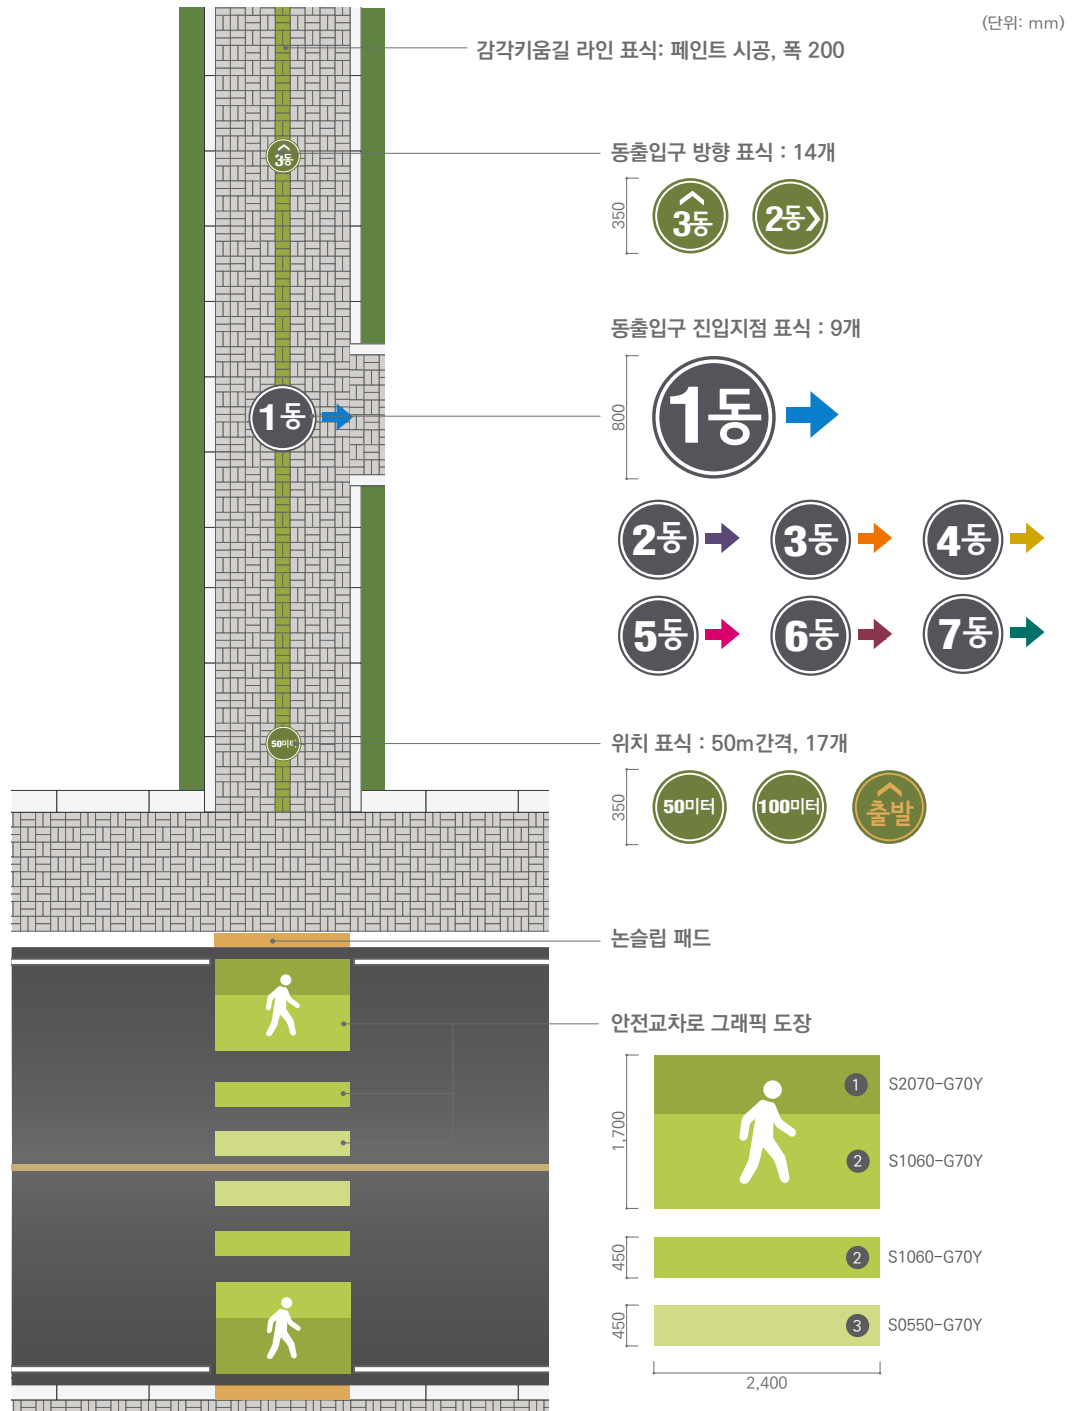 (단위: mm)
감각키움길 라인 표식: 페인트 시공, 폭 200
3동
동출입구 방향 표식 : 14개
350
3동
2동
동출입구 진입지점 표식 : 9개
800
1동
1동
2동
3동
4동
5동
6동
7동
50미터
위치 표식 : 50m간격, 17개
350
50미터
100미터
출발
논슬립 패드
안전교차로 그래픽 도장
1,700
1
S2070-G70Y
2
S1060-G70Y
450
2
S1060-G70Y
450
3
S0550-G70Y
2,400